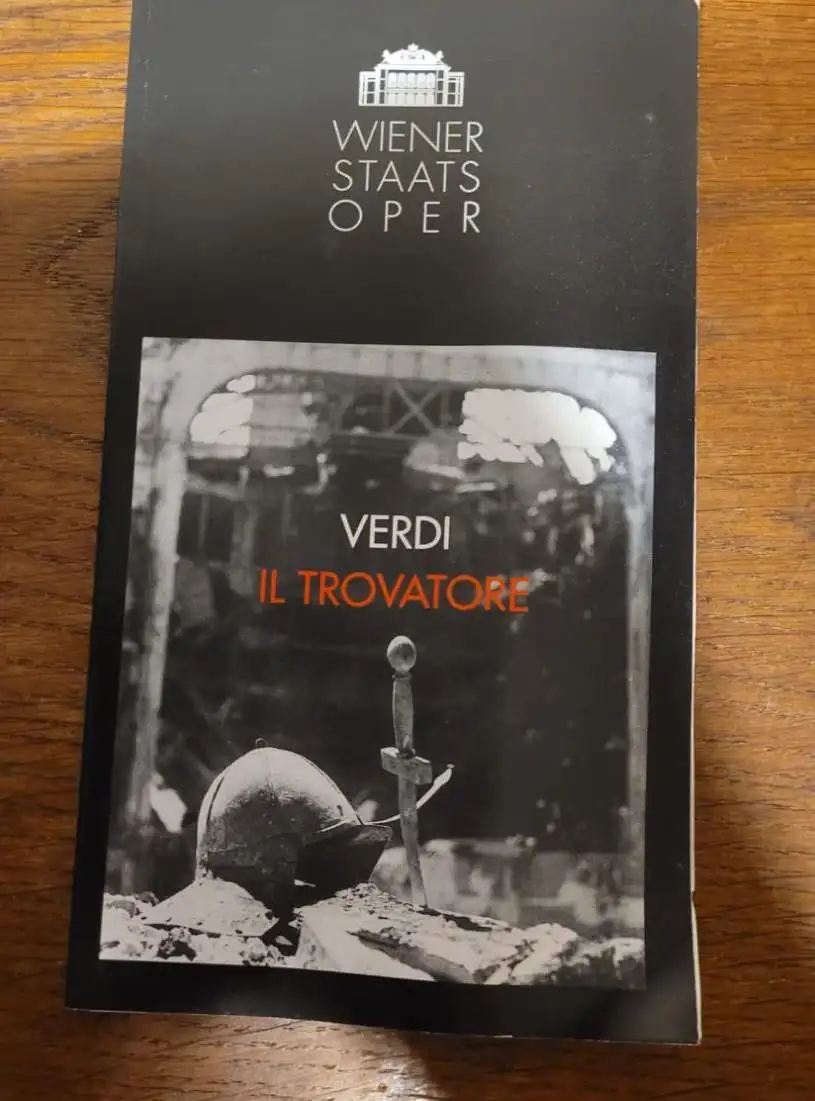 WIENER
STAATS
OPER
VERDI
IL TROVATORE